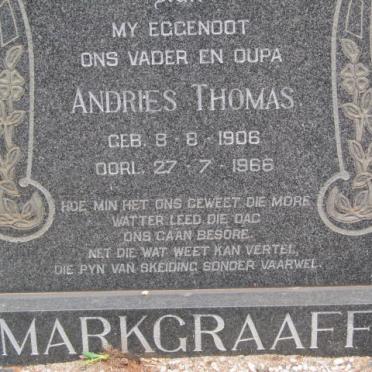 MY EGGENOOT
ONS VADER EN OUPA
ANDRIES THOMAS
GEB. 8-8-1906
OORL. 27-7-1966
HOE MIN HET ONS GEWEET DIE MÔRE
WATTER LEED DIE DAG
ONS GAAN BESÔRE.
NET DIE WAT WEET KAN VERTEL
DIE PYN VAN SKEIDING SONDER VAARWEL.
MARKGRAAFF